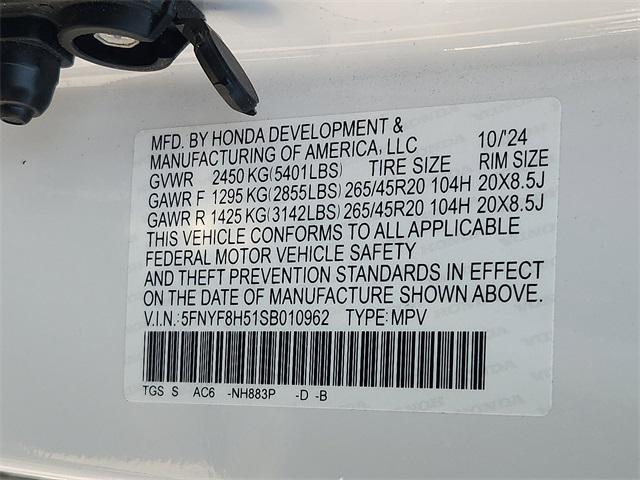 MFD. BY HONDA DEVELOPMENT &
MANUFACTURING OF AMERICA, LLC 10/'24
GVWR 2450 KG(5401LBS) TIRE SIZE RIM SIZE
GAWR F 1295 KG(2855LBS) 265/45R20 104H 20X8.5J
GAWR R 1425 KG(3142LBS) 265/45R20 104H 20X8.5J
THIS VEHICLE CONFORMS TO ALL APPLICABLE
FEDERAL MOTOR VEHICLE SAFETY
AND THEFT PREVENTION STANDARDS IN EFFECT
ON THE DATE OF MANUFACTURE SHOWN ABOVE.
V.I.N.: 5FNYF8H51SB010962 TYPE: MPV
TGS S AC6 -NH883P -D -B